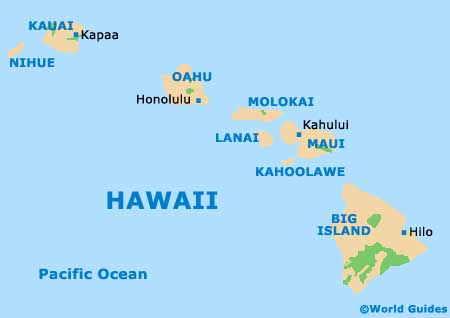 KAUAI
Kapaa
NIHUE
OAHU
Honolulu
MOLOKAI
Kahului
LANAI
MAUI
KAHOOLAWE
HAWAII
BIG
ISLAND
Hilo
Pacific Ocean
©World Guides